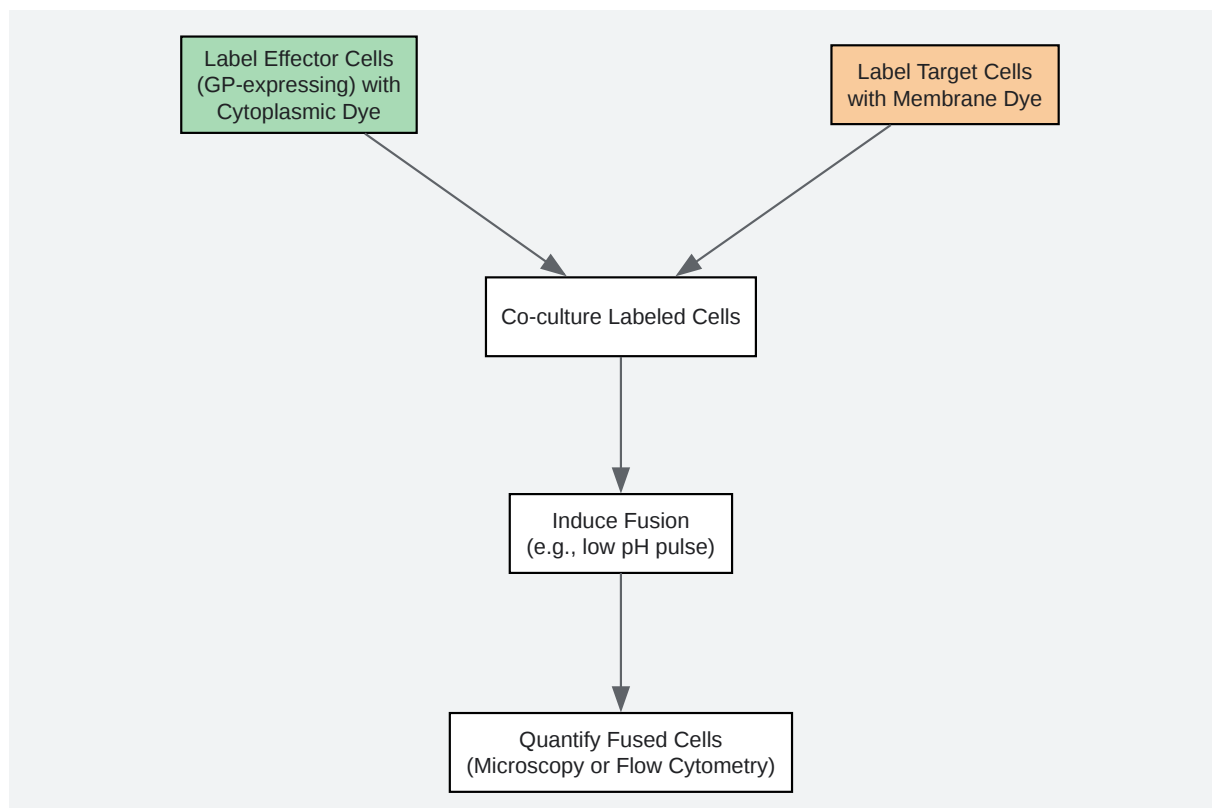 Label Effector Cells
(GP-expressing) with
Cytoplasmic Dye
Label Target Cells
with Membrane Dye
Co-culture Labeled Cells
Induce Fusion
(e.g., low pH pulse)
Quantify Fused Cells
(Microscopy or Flow Cytometry)